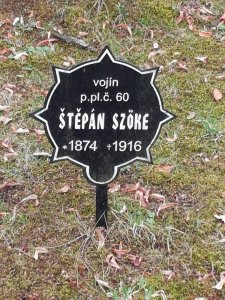 vojín
p.pl.č. 60
ŠTĚPÁN SZÖKE
*1874 +1916